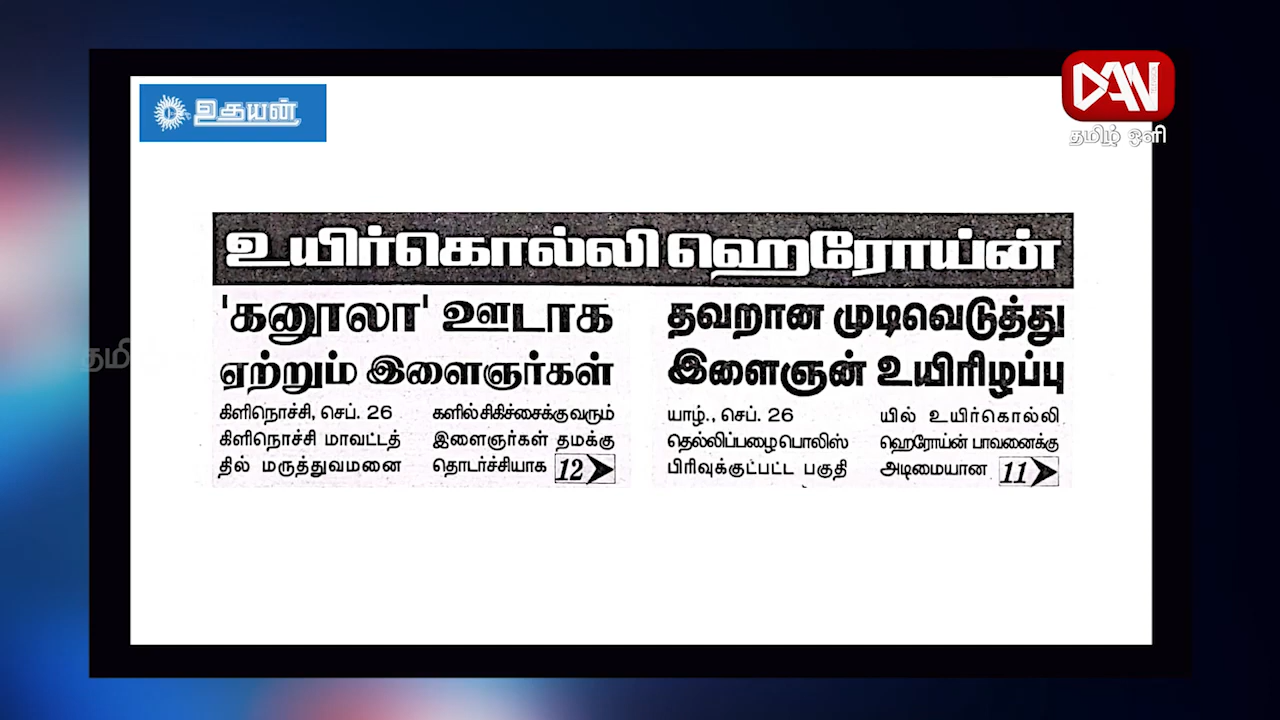 உதயன்
DAN
தமிழ் ஒளி
உயிர்கொல்லி ஹெரோய்ன்
'கனூலா' ஊடாக
ஏற்றும் இளைஞர்கள்
கிளிநொச்சி, செப். 26
கிளிநொச்சி மாவட்டத்
தில் மருத்துவமனை
களில் சிகிச்சைக்கு வரும்
இளைஞர்கள் தமக்கு
தொடர்ச்சியாக 12
தவறான முடிவெடுத்து
இளைஞன் உயிரிழப்பு
யாழ்., செப். 26
தெல்லிப்பழை பொலிஸ்
பிரிவுக்குட்பட்ட பகுதி
யில் உயிர்கொல்லி
ஹெரோய்ன் பாவனைக்கு
அடிமையான 11